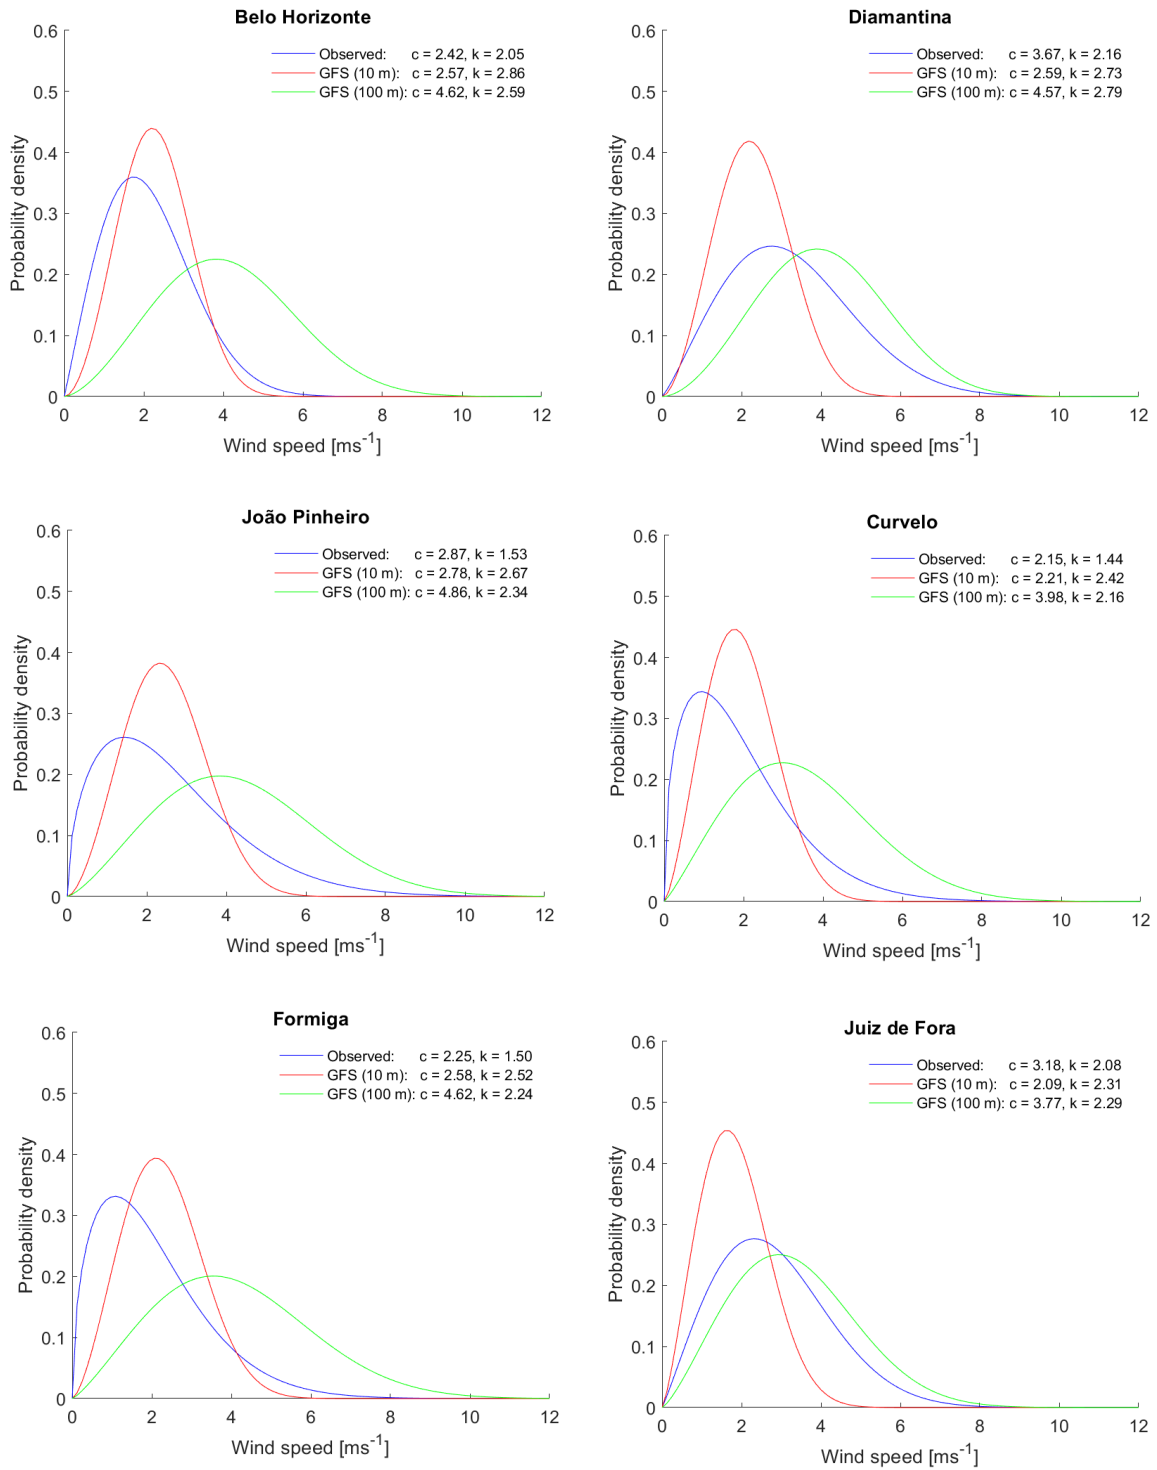 Belo Horizonte
Observed: c = 2.42, k = 2.05
GFS (10 m): c = 2.57, k = 2.86
GFS (100 m): c = 4.62, k = 2.59
Probability density
0.6
0.5
0.4
0.3
0.2
0.1
0
0 2 4 6 8 10 12
Wind speed [ms-1]
Diamantina
Observed: c = 3.67, k = 2.16
GFS (10 m): c = 2.59, k = 2.73
GFS (100 m): c = 4.57, k = 2.79
Probability density
0.6
0.5
0.4
0.3
0.2
0.1
0
0 2 4 6 8 10 12
Wind speed [ms-1]
João Pinheiro
Observed: c = 2.87, k = 1.53
GFS (10 m): c = 2.78, k = 2.67
GFS (100 m): c = 4.86, k = 2.34
Probability density
0.6
0.5
0.4
0.3
0.2
0.1
0
0 2 4 6 8 10 12
Wind speed [ms-1]
Curvelo
Observed: c = 2.15, k = 1.44
GFS (10 m): c = 2.21, k = 2.42
GFS (100 m): c = 3.98, k = 2.16
Probability density
0.6
0.5
0.4
0.3
0.2
0.1
0
0 2 4 6 8 10 12
Wind speed [ms-1]
Formiga
Observed: c = 2.25, k = 1.50
GFS (10 m): c = 2.58, k = 2.52
GFS (100 m): c = 4.62, k = 2.24
Probability density
0.6
0.5
0.4
0.3
0.2
0.1
0
0 2 4 6 8 10 12
Wind speed [ms-1]
Juiz de Fora
Observed: c = 3.18, k = 2.08
GFS (10 m): c = 2.09, k = 2.31
GFS (100 m): c = 3.77, k = 2.29
Probability density
0.6
0.5
0.4
0.3
0.2
0.1
0
0 2 4 6 8 10 12
Wind speed [ms-1]